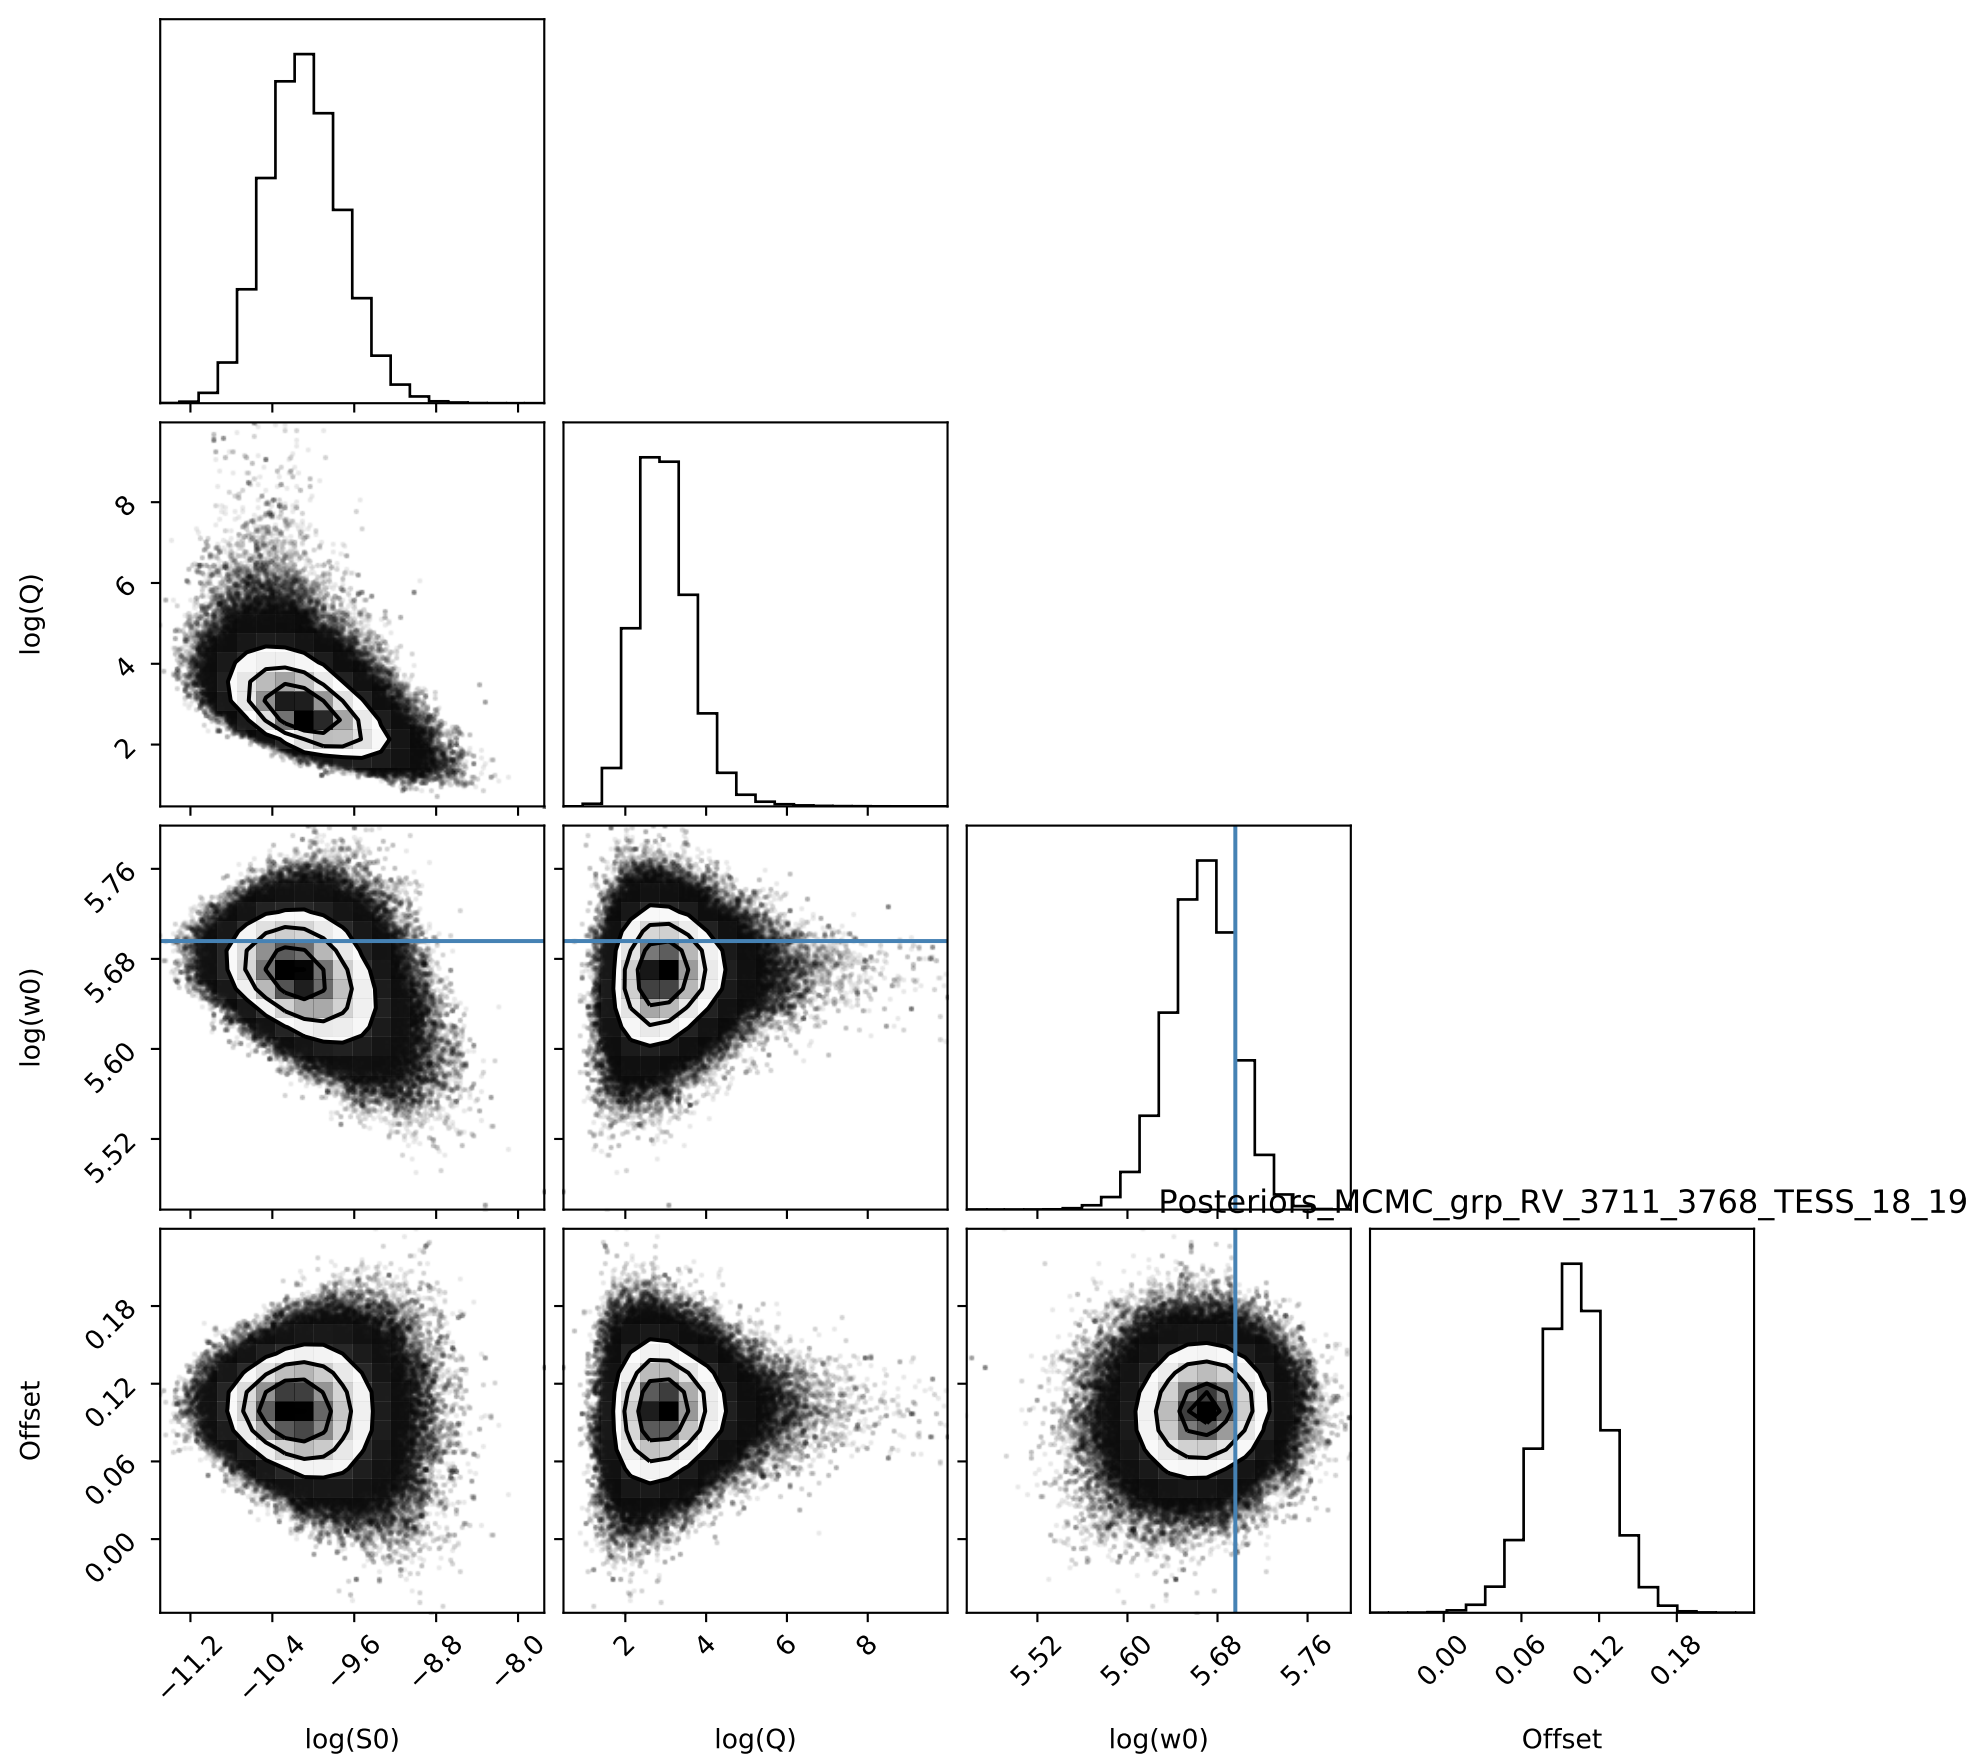 log(Q)
8
6
4
2
log(w0)
5.76
5.68
5.60
5.52
Posteriors_MCMC_grp_RV_3711_3768_TESS_18_19
Offset
0.18
0.12
0.06
0.00
−11.2 −10.4 −9.6 −8.8 −8.0 2 4 6 8 5.52 5.60 5.68 5.76 0.00 0.06 0.12 0.18
log(S0) log(Q) log(w0) Offset